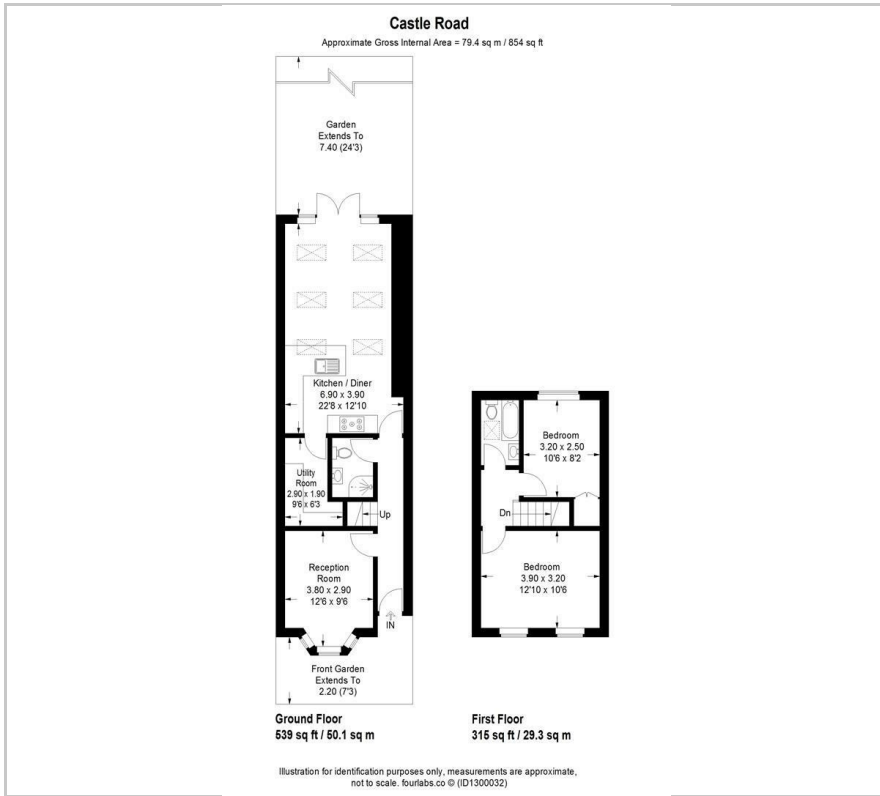 Castle Road
Approximate Gross Internal Area = 79.4 sq m / 854 sq ft
Garden
Extends To
7.40 (24'3)
Kitchen / Diner
6.90 x 3.90
22'8 x 12'10
Utility
Room
2.90 x 1.90
9'6 x 6'3
Up
Reception
Room
3.80 x 2.90
12'6 x 9'6
IN
Front Garden
Extends To
2.20 (7'3)
Bedroom
3.20 x 2.50
10'6 x 8'2
Dn
Bedroom
3.90 x 3.20
12'10 x 10'6
Ground Floor
539 sq ft / 50.1 sq m
First Floor
315 sq ft / 29.3 sq m
Illustration for identification purposes only, measurements are approximate,
not to scale. fourlabs.co © (ID1300032)